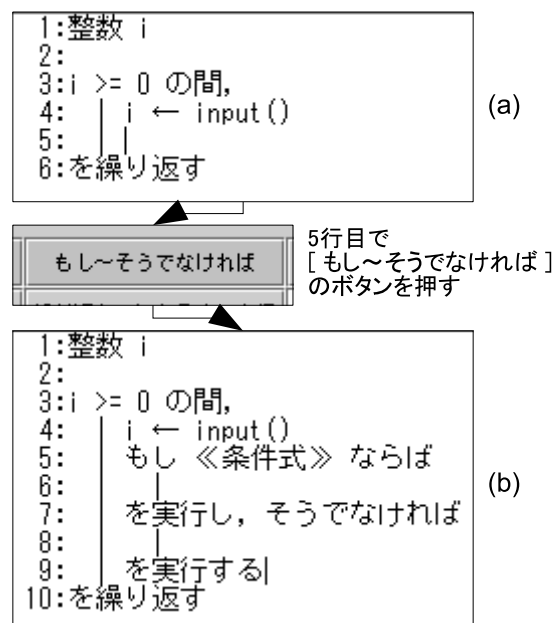 1:整数 i
2:
3:i >= 0 の間,
4: │ i ← input()
5: │ │
6:を繰り返す
(a)
もし～そうでなければ
5行目で
[ もし～そうでなければ ]
のボタンを押す
1:整数 i
2:
3:i >= 0 の間,
4: │ i ← input()
5: │ もし ≪条件式≫ ならば
6: │ │
7: │ を実行し，そうでなければ
8: │ │
9: │ を実行する|
10:を繰り返す
(b)